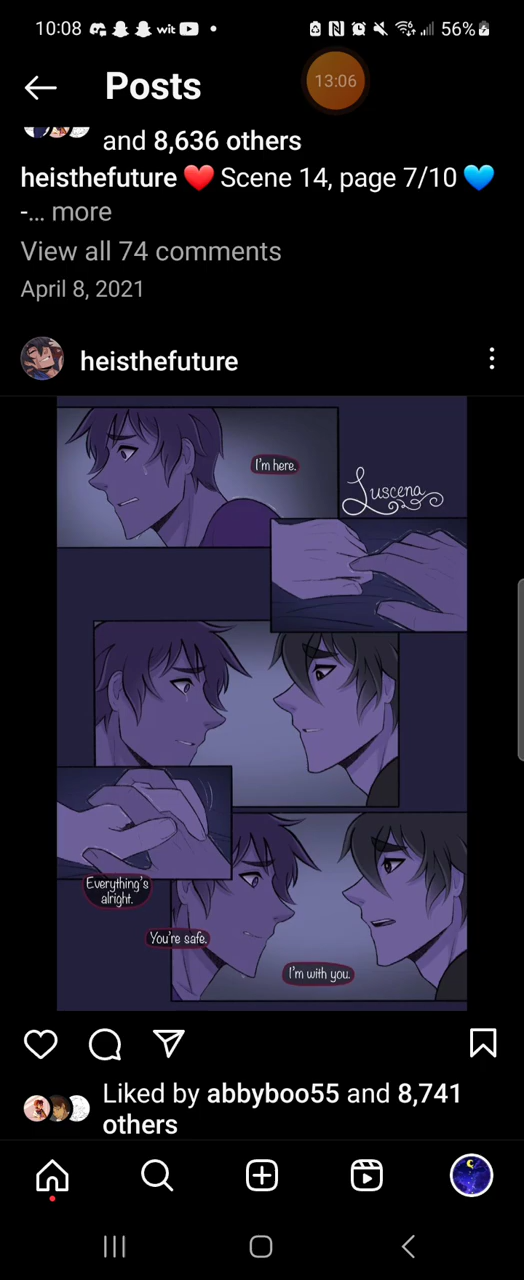 10:08
wit
56%
Posts
13:06
and 8,636 others
heisthefuture ❤️ Scene 14, page 7/10 💙
-... more
View all 74 comments
April 8, 2021
heisthefuture
I'm here.
Luscena
Everything's
alright.
You're safe.
I'm with you.
Liked by abbyboo55 and 8,741
others